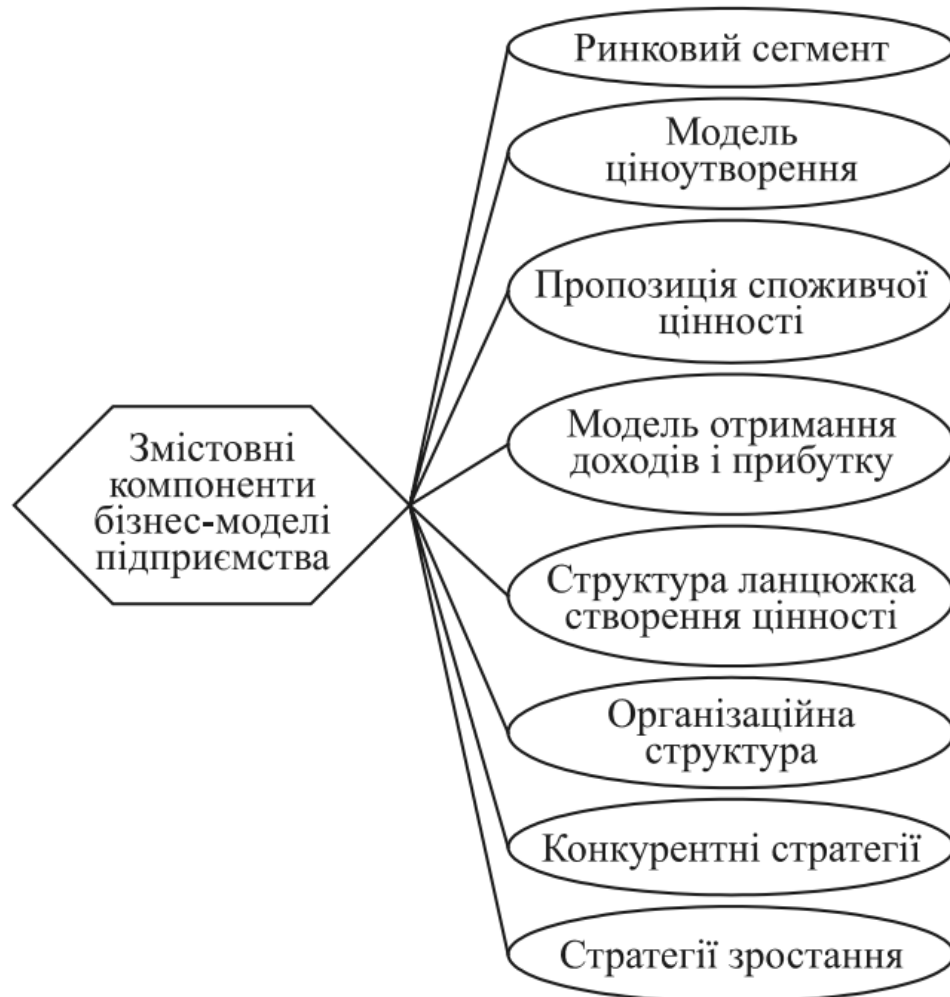 Ринковий сегмент
Модель
ціноутворення
Пропозиція споживчої
цінності
Модель отримання
доходів і прибутку
Змістовні
компоненти
бізнес-моделі
підприємства
Структура ланцюжка
створення цінності
Організаційна
структура
Конкурентні стратегії
Стратегії зростання